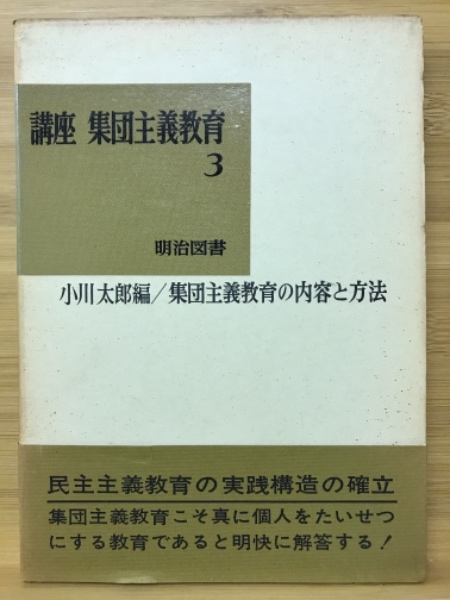 講座 集団主義教育
3
明治図書
小川太郎編/集団主義教育の内容と方法
民主主義教育の実践構造の確立
集団主義教育こそ真に個人をたいせつ
にする教育であると明快に解答する!